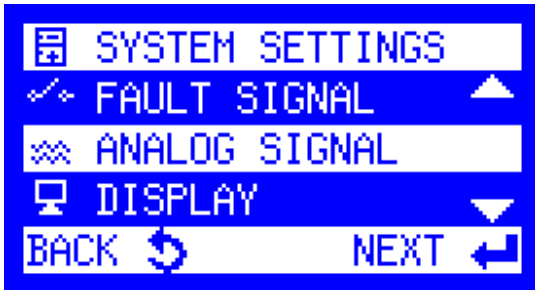 SYSTEM SETTINGS
FAULT SIGNAL
ANALOG SIGNAL
DISPLAY
BACK NEXT